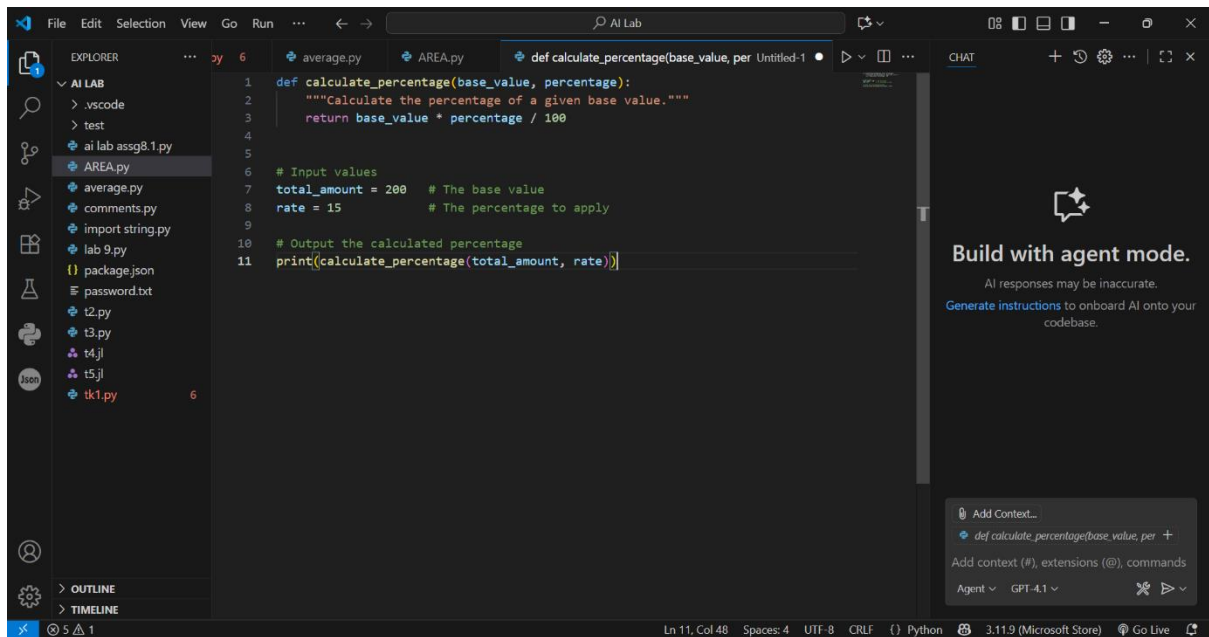 File Edit Selection View Go Run ··· AI Lab
EXPLORER ···
AI LAB
.vscode
test
ai lab assg8.1.py
AREA.py
average.py
comments.py
import string.py
lab 9.py
{} package.json
password.txt
t2.py
t3.py
t4.jl
t5.jl
tk1.py 6
OUTLINE
TIMELINE
py 6 average.py AREA.py def calculate_percentage(base_value, per Untitled-1 ● ···
1 def calculate_percentage(base_value, percentage):
2 """Calculate the percentage of a given base value."""
3 return base_value * percentage / 100
4
5
6 # Input values
7 total_amount = 200 # The base value
8 rate = 15 # The percentage to apply
9
10 # Output the calculated percentage
11 print(calculate_percentage(total_amount, rate))
CHAT
Build with agent mode.
AI responses may be inaccurate.
Generate instructions to onboard AI onto your
codebase.
Add Context...
def calculate_percentage(base_value, per +
Add context (#), extensions (@), commands
Agent GPT-4.1
1
Json
5 1 Ln 11, Col 48 Spaces: 4 UTF-8 CRLF {} Python 3.11.9 (Microsoft Store) Go Live